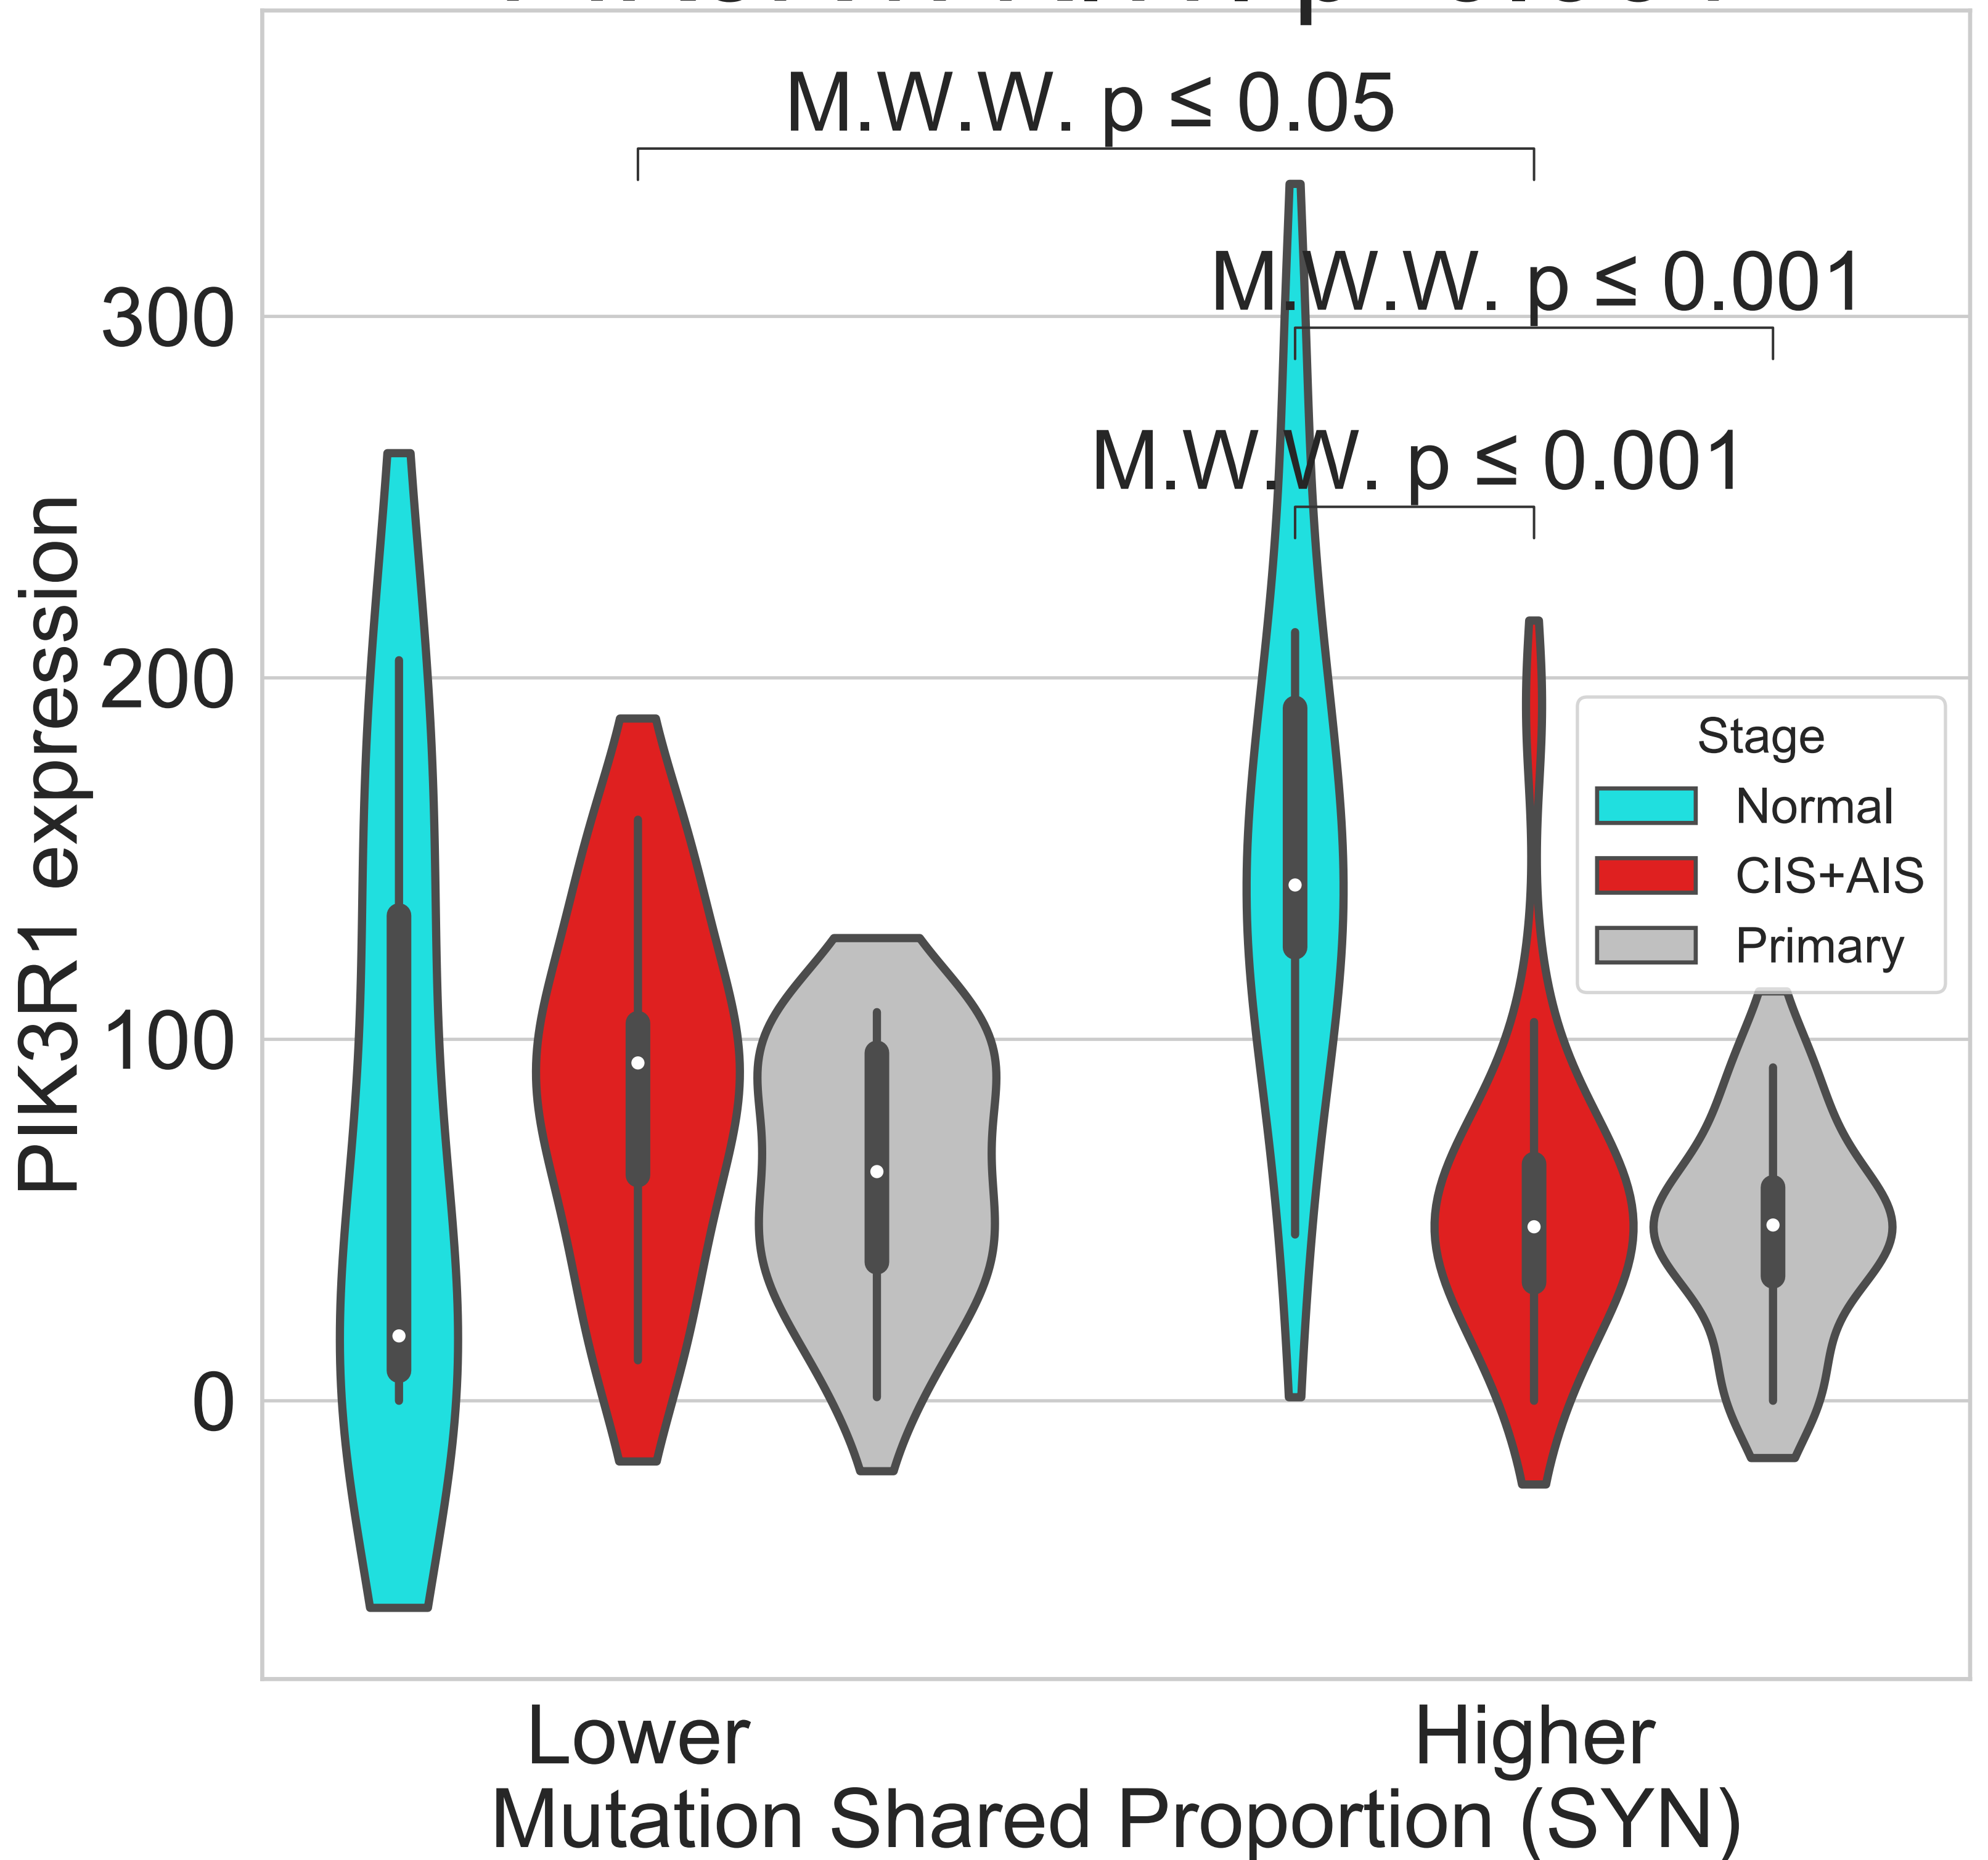 M.W.W. p ≤ 0.05
M.W.W. p ≤ 0.001
M.W.W. p ≤ 0.001
PIK3R1 expression
300
200
100
0
Stage
Normal
CIS+AIS
Primary
Lower
Higher
Mutation Shared Proportion (SYN)